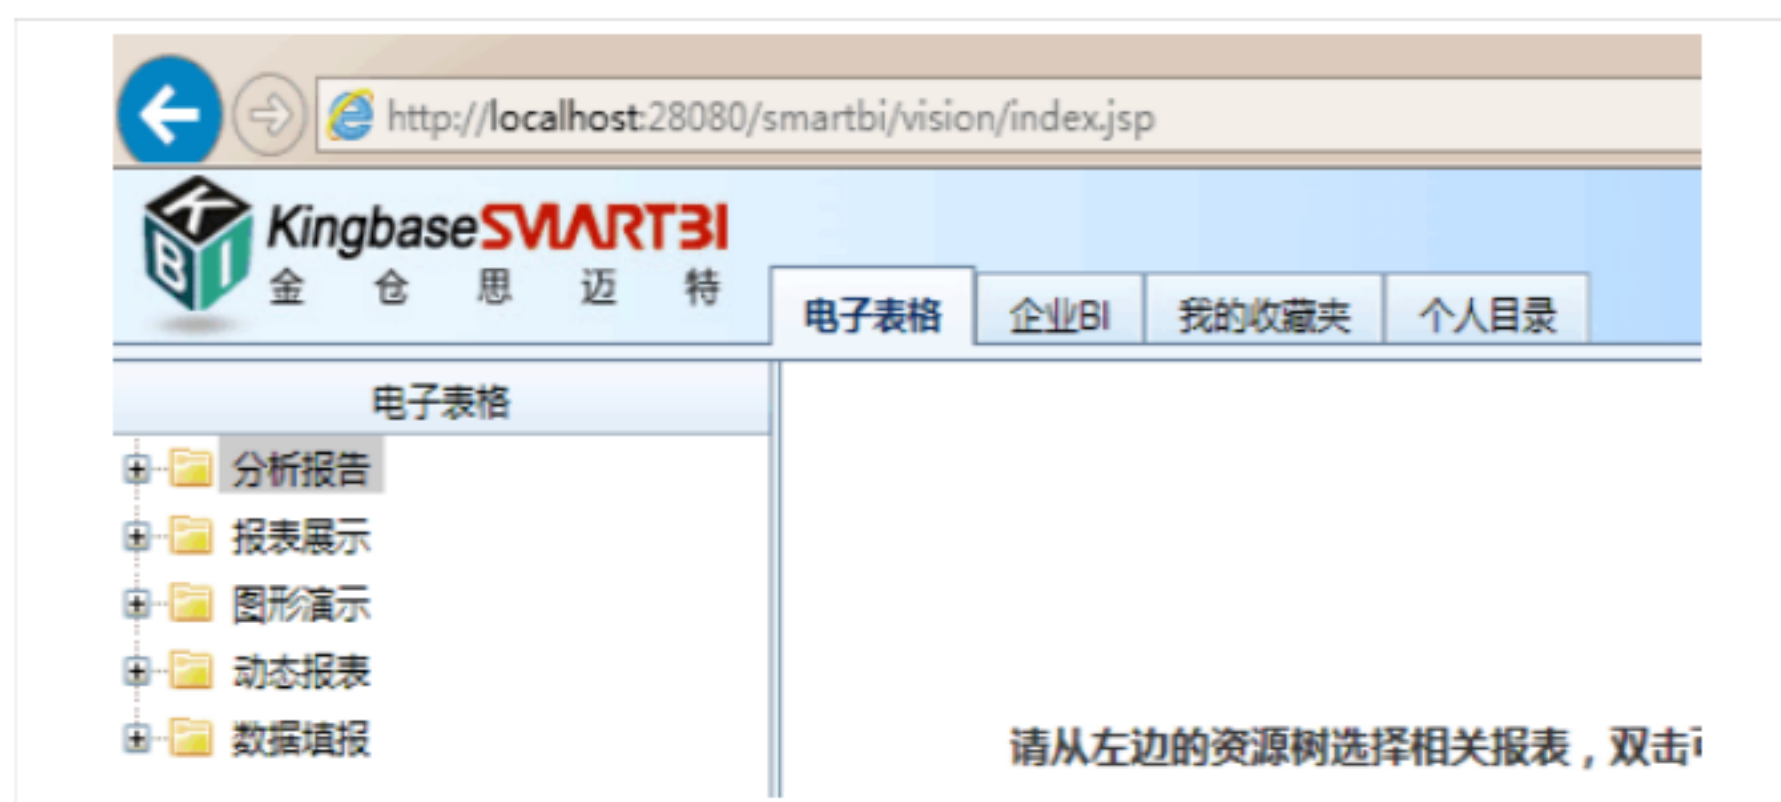 http://localhost:28080/smartbi/vision/index.jsp
KBI
KingbaseSMARTBI
金仓思迈特
电子表格 企业BI 我的收藏夹 个人目录
电子表格
分析报告
报表展示
图形演示
动态报表
数据填报
请从左边的资源树选择相关报表，双击